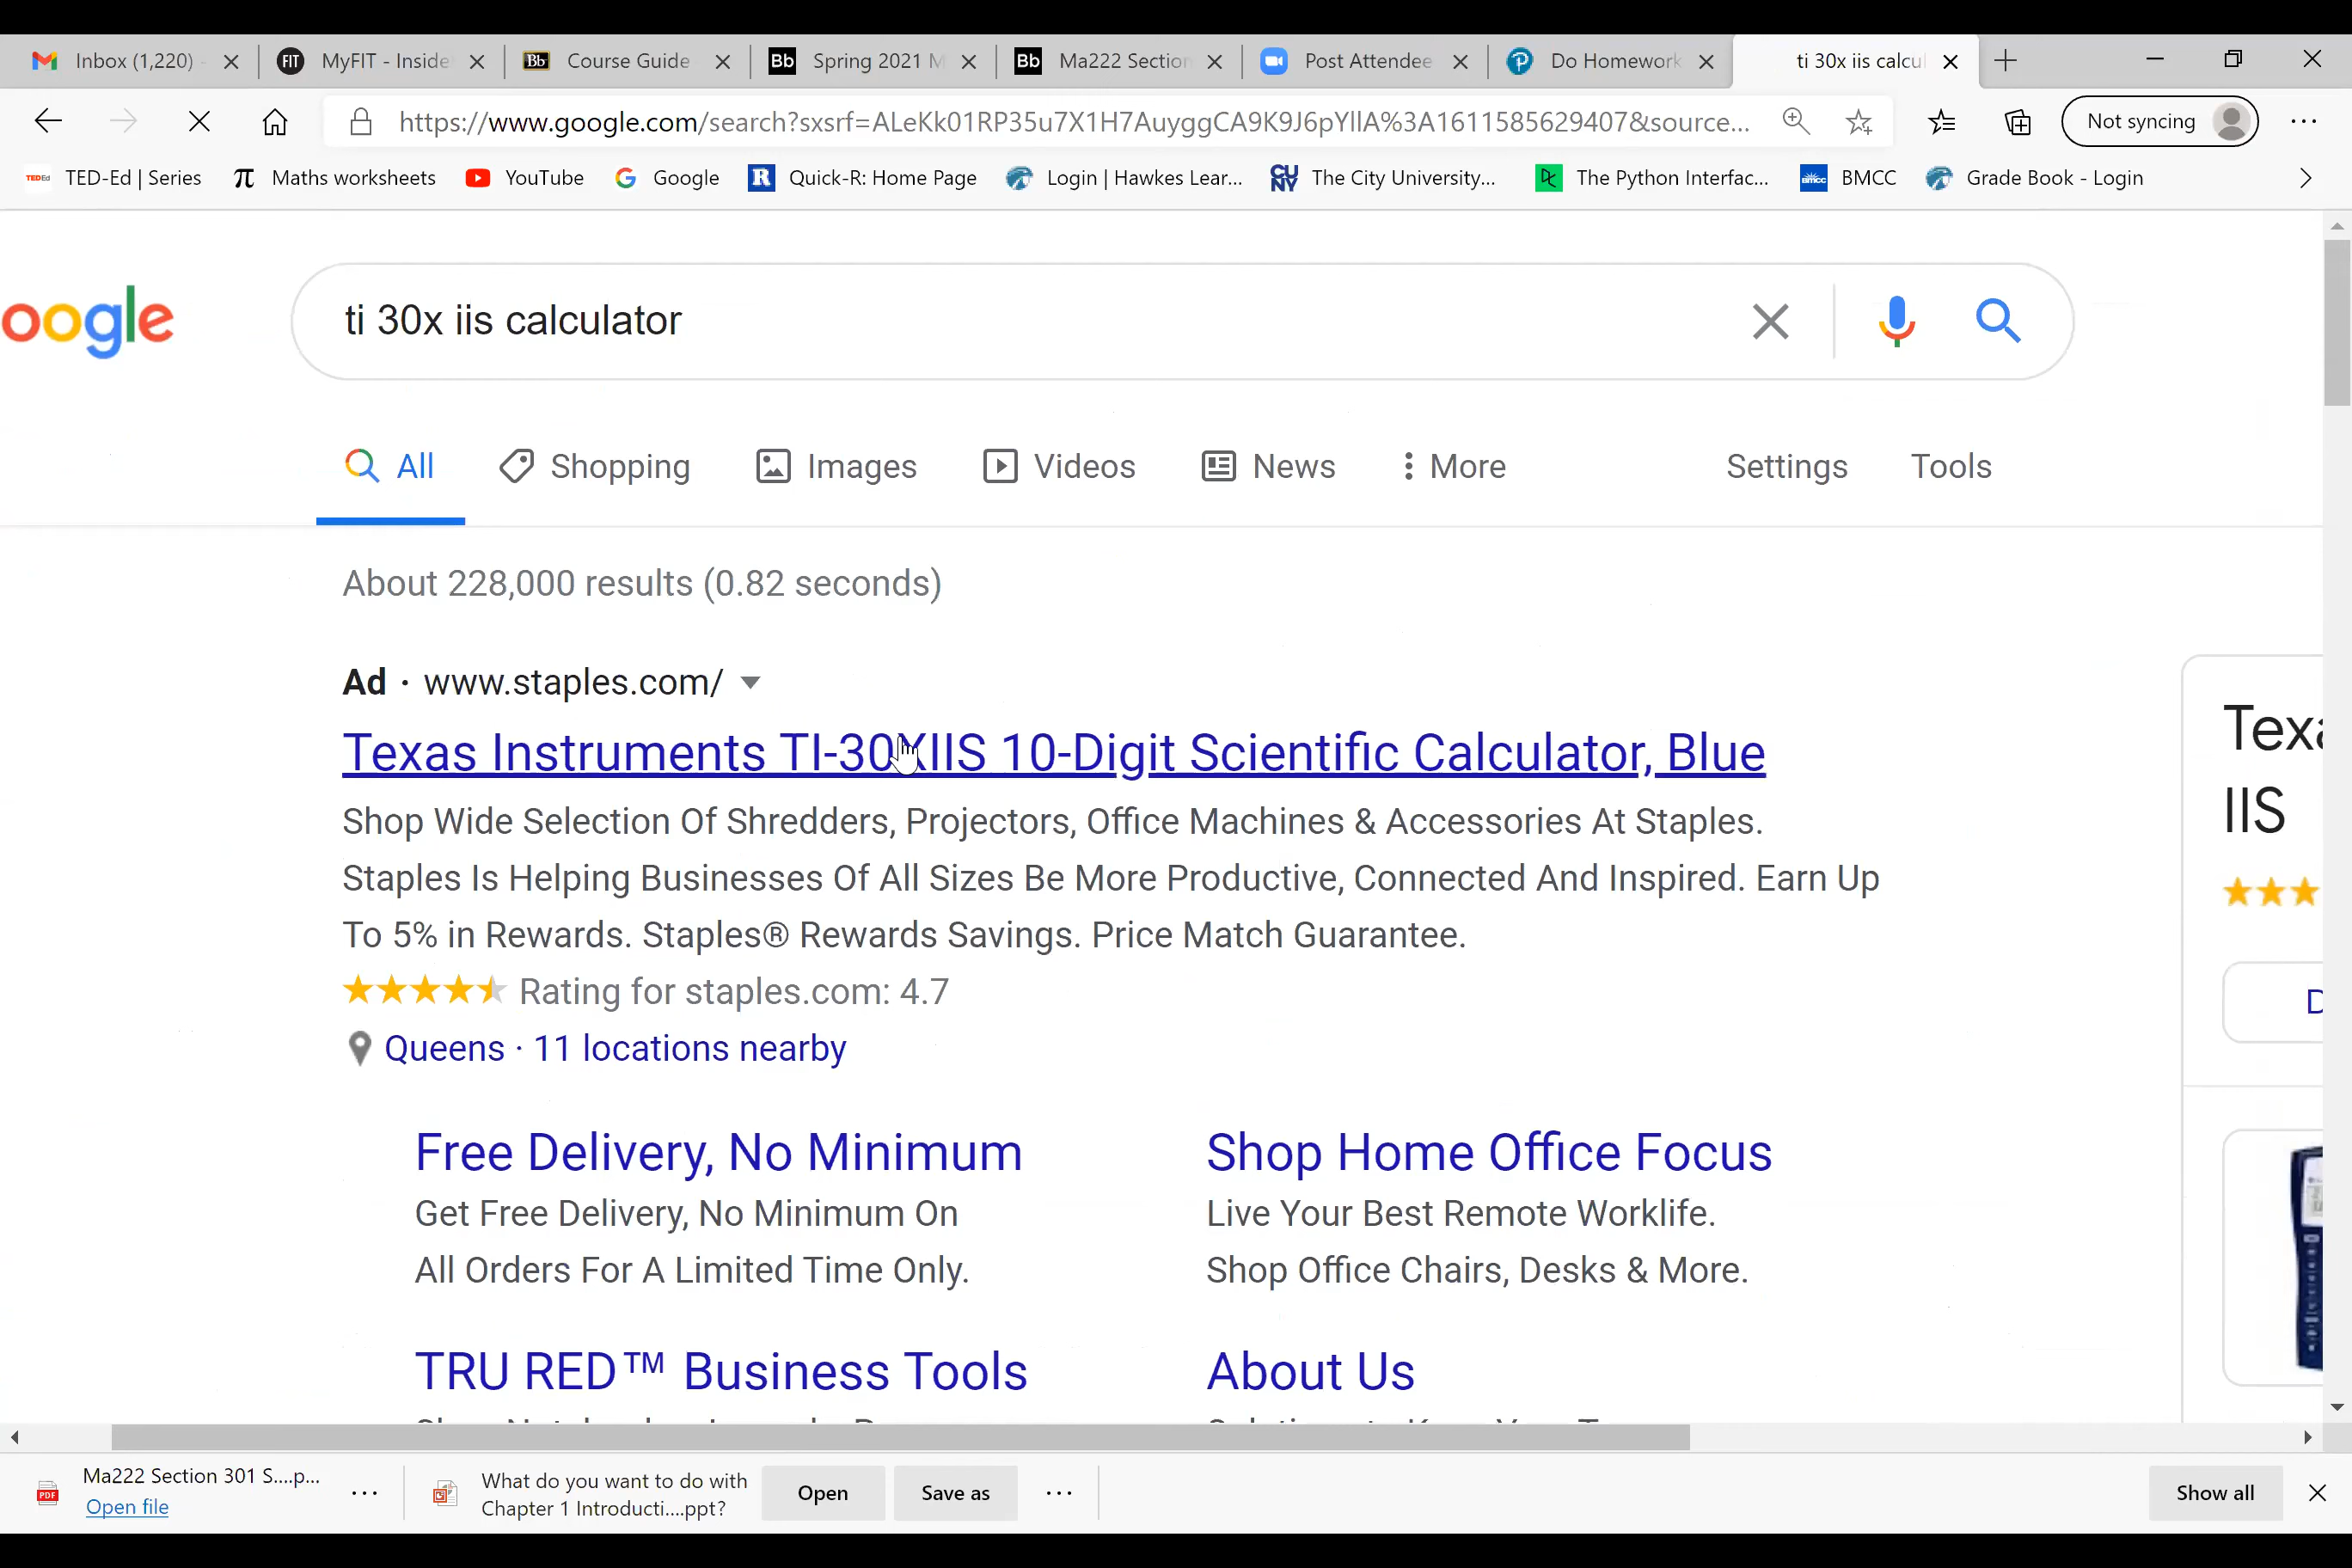 Inbox (1,220)
MyFIT - Inside
Course Guide
Spring 2021 M
Ma222 Section
Post Attendee
Do Homework
ti 30x iis calcul
https://www.google.com/search?sxsrf=ALeKk01RP35u7X1H7AuyggCA9K9J6pYllA%3A1611585629407&source...
Not syncing
TED-Ed | Series
Maths worksheets
YouTube
Google
Quick-R: Home Page
Login | Hawkes Lear...
The City University...
The Python Interfac...
BMCC
Grade Book - Login
oogle
ti 30x iis calculator
All
Shopping
Images
Videos
News
More
Settings
Tools
About 228,000 results (0.82 seconds)
Ad · www.staples.com/
Texas Instruments TI-30XIIS 10-Digit Scientific Calculator, Blue
Shop Wide Selection Of Shredders, Projectors, Office Machines & Accessories At Staples.
Staples Is Helping Businesses Of All Sizes Be More Productive, Connected And Inspired. Earn Up
To 5% in Rewards. Staples® Rewards Savings. Price Match Guarantee.
Rating for staples.com: 4.7
Queens · 11 locations nearby
Free Delivery, No Minimum
Get Free Delivery, No Minimum On
All Orders For A Limited Time Only.
Shop Home Office Focus
Live Your Best Remote Worklife.
Shop Office Chairs, Desks & More.
TRU RED™ Business Tools
About Us
Texa
IIS
Ma222 Section 301 S....p...
Open file
What do you want to do with
Chapter 1 Introducti....ppt?
Open
Save as
Show all